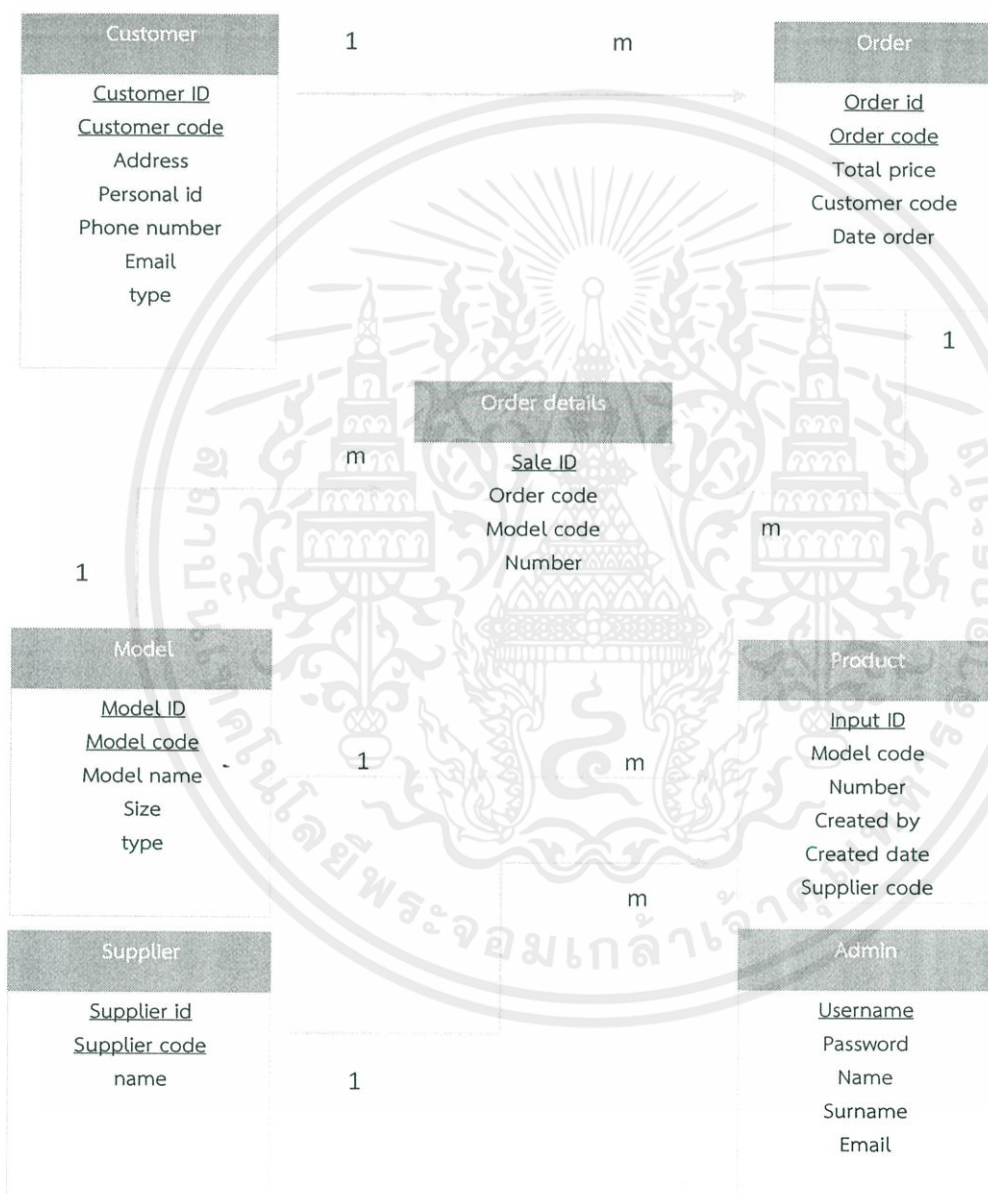 Customer
1
m
Order
Customer ID
Customer code
Address
Personal id
Phone number
Email
type
Order id
Order code
Total price
Customer code
Date order
1
Order details
m
Sale ID
Order code
Model code
Number
m
1
Model
Model ID
Model code
Model name
Size
type
1
m
Product
Input ID
Model code
Number
Created by
Created date
Supplier code
m
Supplier
Supplier id
Supplier code
name
1
Admin
Username
Password
Name
Surname
Email